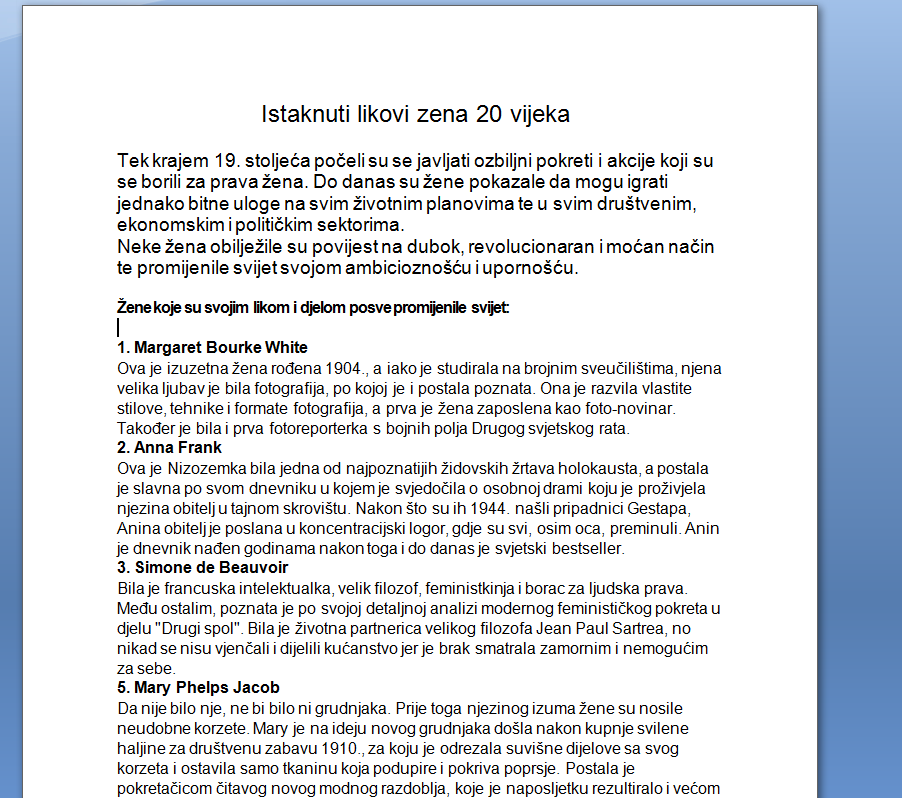 Istaknuti likovi zena 20 vijeka
Tek krajem 19. stoljeća počeli su se javljati ozbiljni pokreti i akcije koji su
se borili za prava žena. Do danas su žene pokazale da mogu igrati
jednako bitne uloge na svim životnim planovima te u svim društvenim,
ekonomskim i političkim sektorima.
Neke žena obilježile su povijest na dubok, revolucionaran i moćan način
te promijenile svijet svojom ambicioznošću i upornošću.
Žene koje su svojim likom i djelom posve promijenile svijet:
1. Margaret Bourke White
Ova je izuzetna žena rođena 1904., a iako je studirala na brojnim sveučilištima, njena
velika ljubav je bila fotografija, po kojoj je i postala poznata. Ona je razvila vlastite
stilove, tehnike i formate fotografija, a prva je žena zaposlena kao foto-novinar.
Također je bila i prva fotoreporterka s bojnih polja Drugog svjetskog rata.
2. Anna Frank
Ova je Nizozemka bila jedna od najpoznatijih židovskih žrtava holokausta, a postala
je slavna po svom dnevniku u kojem je svjedočila o osobnoj drami koju je proživjela
njezina obitelj u tajnom skrovištu. Nakon što su ih 1944. našli pripadnici Gestapa,
Anina obitelj je poslana u koncentracijski logor, gdje su svi, osim oca, preminuli. Anin
je dnevnik nađen godinama nakon toga i do danas je svjetski bestseller.
3. Simone de Beauvoir
Bila je francuska intelektualka, velik filozof, feministkinja i borac za ljudska prava.
Među ostalim, poznata je po svojoj detaljnoj analizi modernog feminističkog pokreta u
djelu "Drugi spol". Bila je životna partnerica velikog filozofa Jean Paul Sartrea, no
nikad se nisu vjenčali i dijelili kućanstvo jer je brak smatrala zamornim i nemogućim
za sebe.
5. Mary Phelps Jacob
Da nije bilo nje, ne bi bilo ni grudnjaka. Prije toga njezinog izuma žene su nosile
neudobne korzete. Mary je na ideju novog grudnjaka došla nakon kupnje svilene
haljine za društvenu zabavu 1910., za koju je odrezala suvišne dijelove sa svog
korzeta i ostavila samo tkaninu koja podupire i pokriva poprsje. Postala je
pokretačicom čitavog novog modnog razdoblja, koje je naposljetku rezultiralo i većom